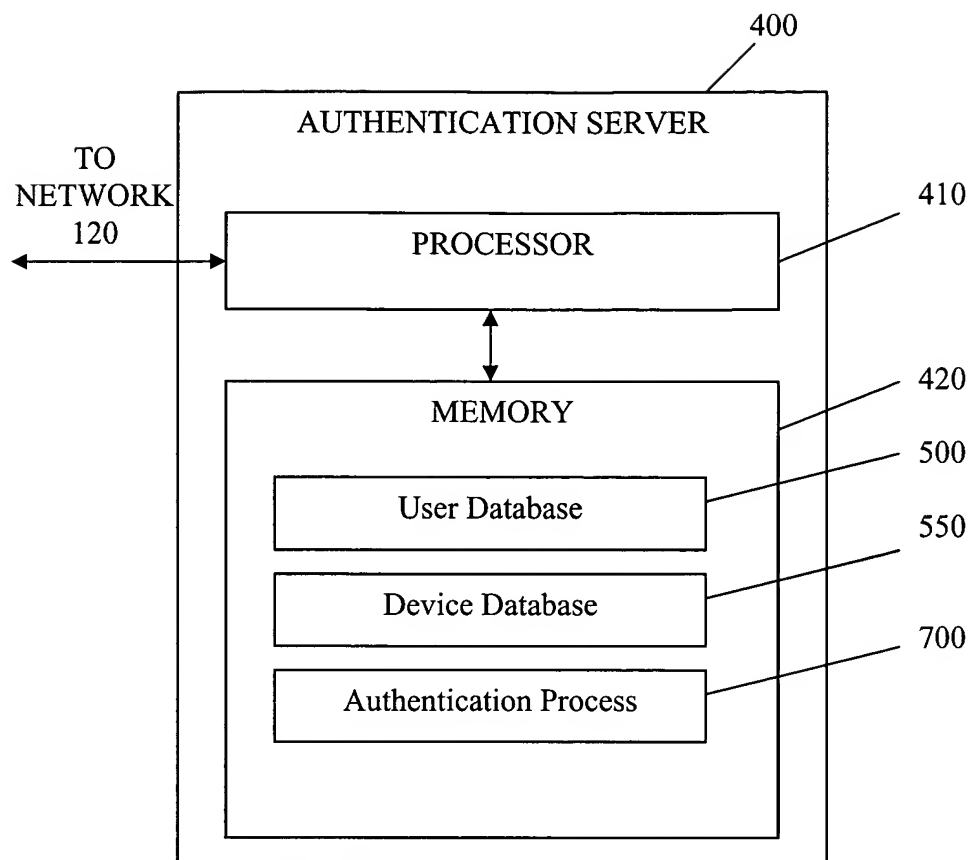 400
AUTHENTICATION SERVER
TO
NETWORK
120
410
PROCESSOR
420
MEMORY
500
User Database
550
Device Database
700
Authentication Process